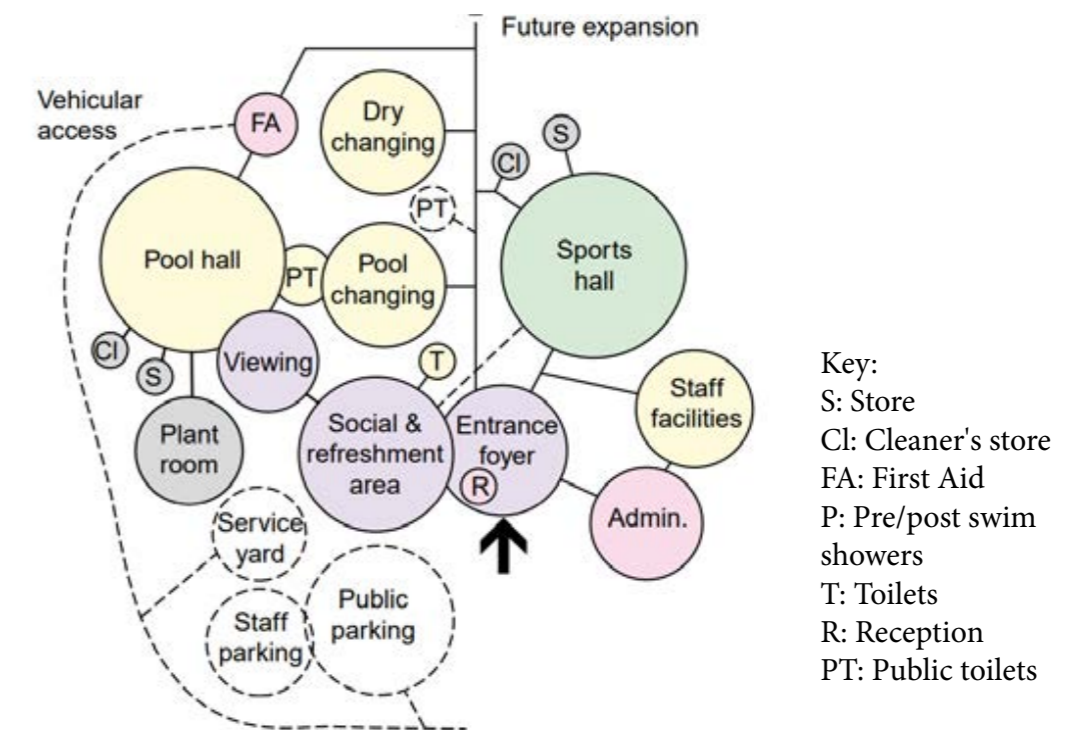 Future expansion
Vehicular
access
FA
Dry
changing
S
Cl
PT
Pool hall
PT
Pool
changing
Sports
hall
Cl
S
Viewing
T
Plant
room
Social &
refreshment
area
Entrance
foyer
R
Staff
facilities
Admin.
Service
yard
Staff
parking
Public
parking
Key:
S: Store
Cl: Cleaner's store
FA: First Aid
P: Pre/post swim
showers
T: Toilets
R: Reception
PT: Public toilets